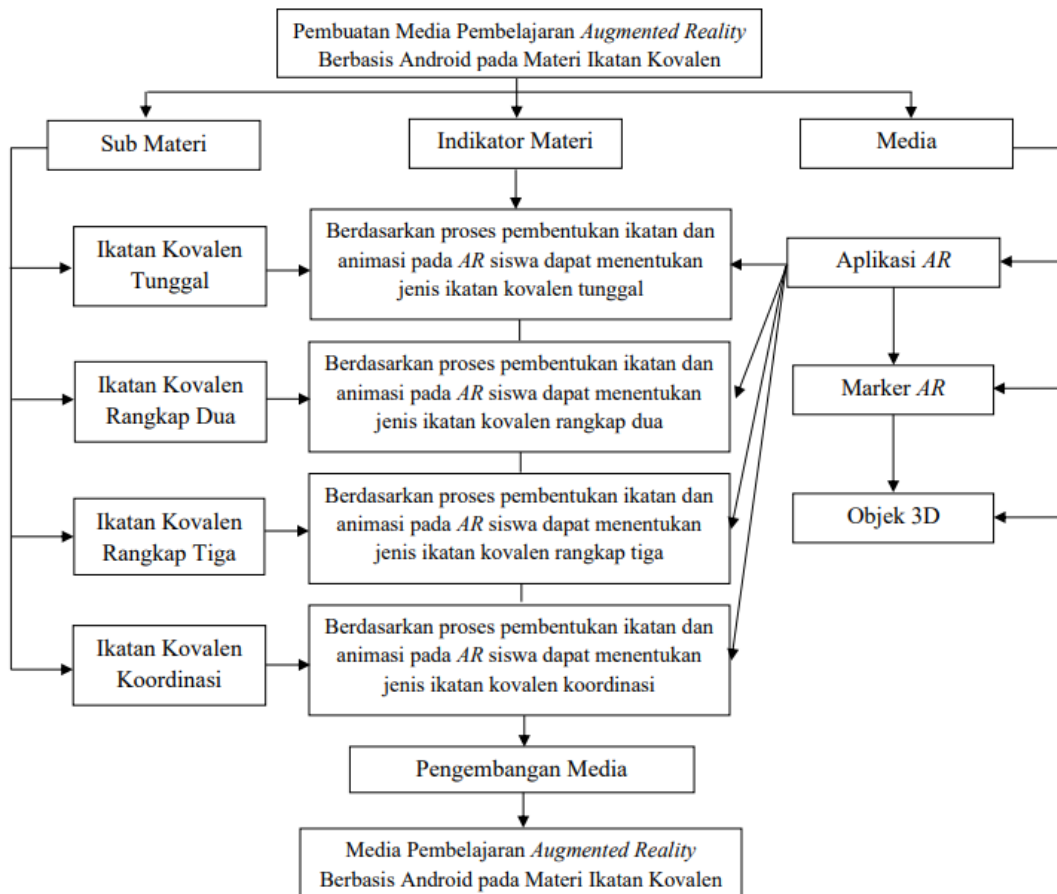 Pembuatan Media Pembelajaran Augmented Reality
Berbasis Android pada Materi Ikatan Kovalen
Sub Materi
Indikator Materi
Media
Ikatan Kovalen
Tunggal
Berdasarkan proses pembentukan ikatan dan
animasi pada AR siswa dapat menentukan
jenis ikatan kovalen tunggal
Aplikasi AR
Ikatan Kovalen
Rangkap Dua
Berdasarkan proses pembentukan ikatan dan
animasi pada AR siswa dapat menentukan
jenis ikatan kovalen rangkap dua
Marker AR
Ikatan Kovalen
Rangkap Tiga
Berdasarkan proses pembentukan ikatan dan
animasi pada AR siswa dapat menentukan
jenis ikatan kovalen rangkap tiga
Objek 3D
Ikatan Kovalen
Koordinasi
Berdasarkan proses pembentukan ikatan dan
animasi pada AR siswa dapat menentukan
jenis ikatan kovalen koordinasi
Pengembangan Media
Media Pembelajaran Augmented Reality
Berbasis Android pada Materi Ikatan Kovalen